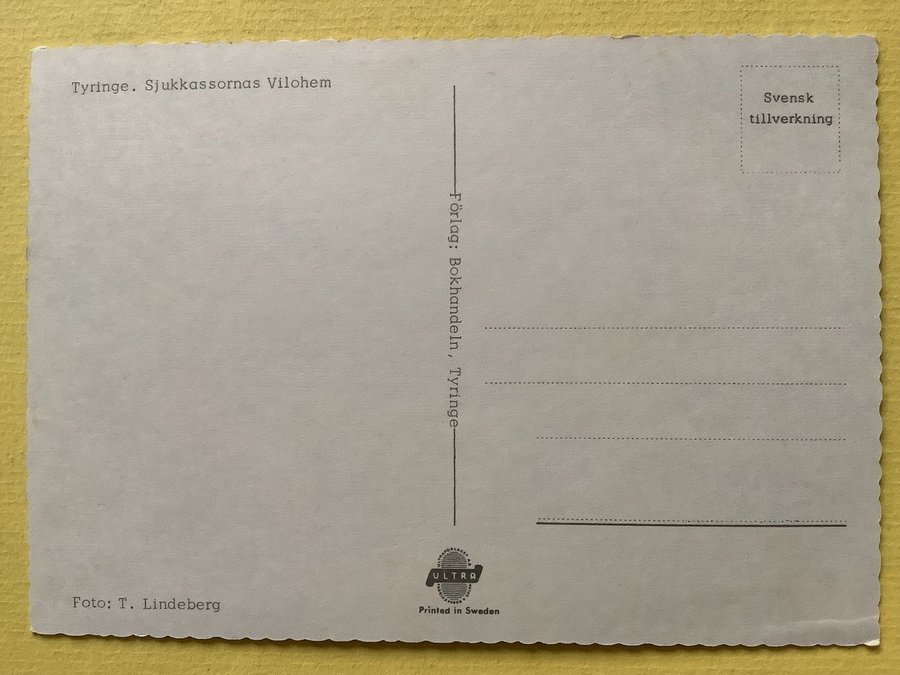 Tyringe. Sjukkassornas Vilohem
Svensk
tillverkning
Förlag: Bokhandeln, Tyringe
Foto: T. Lindeberg
ULTRA
Printed in Sweden